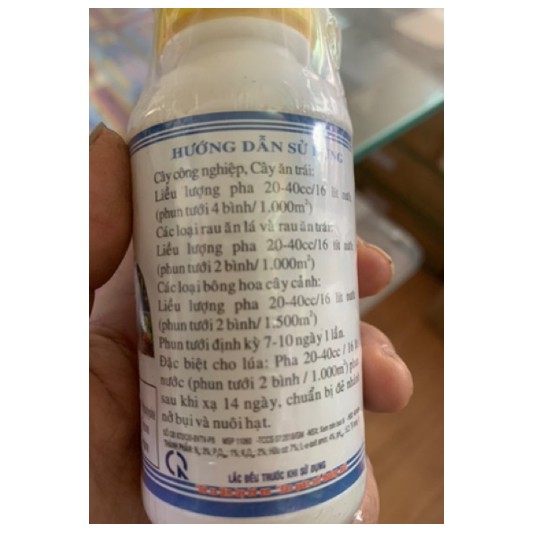 HƯỚNG DẪN SỬ DỤNG
Cây công nghiệp, Cây ăn trái:
Liều lượng pha 20-40cc/16 lít nước
(phun tưới 4 bình/ 1.000m²)
Các loại rau ăn lá và rau ăn trái:
Liều lượng pha 20-40cc/16 lít nước
(phun tưới 2 bình/ 1.000m²)
Các loại bông hoa cây cảnh:
Liều lượng pha 20-40cc/16 lít nước
(phun tưới 2 bình/ 1.500m²)
Phun tưới định kỳ 7-10 ngày 1 lần.
Đặc biệt cho lúa: Pha 20-40cc / 16 lít
nước (phun tưới 2 bình / 1.000m²)
sau khi xạ 14 ngày, chuẩn bị đẻ nhánh
nở bụi và nuôi hạt.
LẮC ĐỀU TRƯỚC KHI SỬ DỤNG